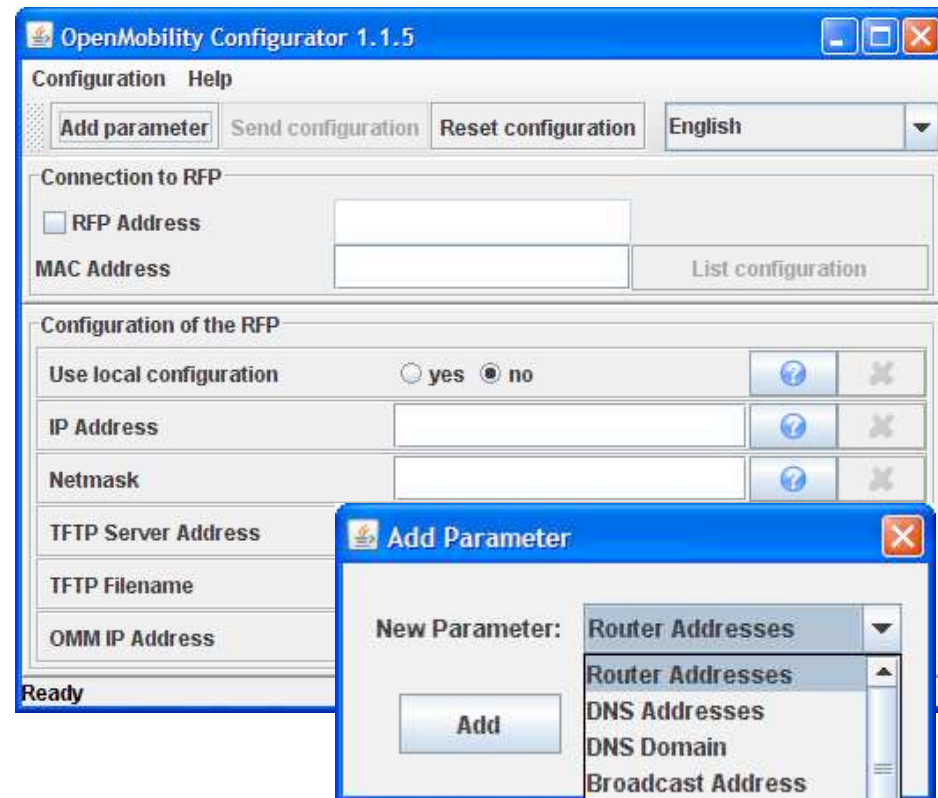 OpenMobility Configurator 1.1.5
Configuration Help
Add parameter Send configuration Reset configuration English
Connection to RFP
RFP Address
MAC Address List configuration
Configuration of the RFP
Use local configuration yes no
IP Address
Netmask
TFTP Server Address
TFTP Filename
OMM IP Address
Ready
Add Parameter
New Parameter: Router Addresses
Router Addresses
DNS Addresses
DNS Domain
Broadcast Address
Add